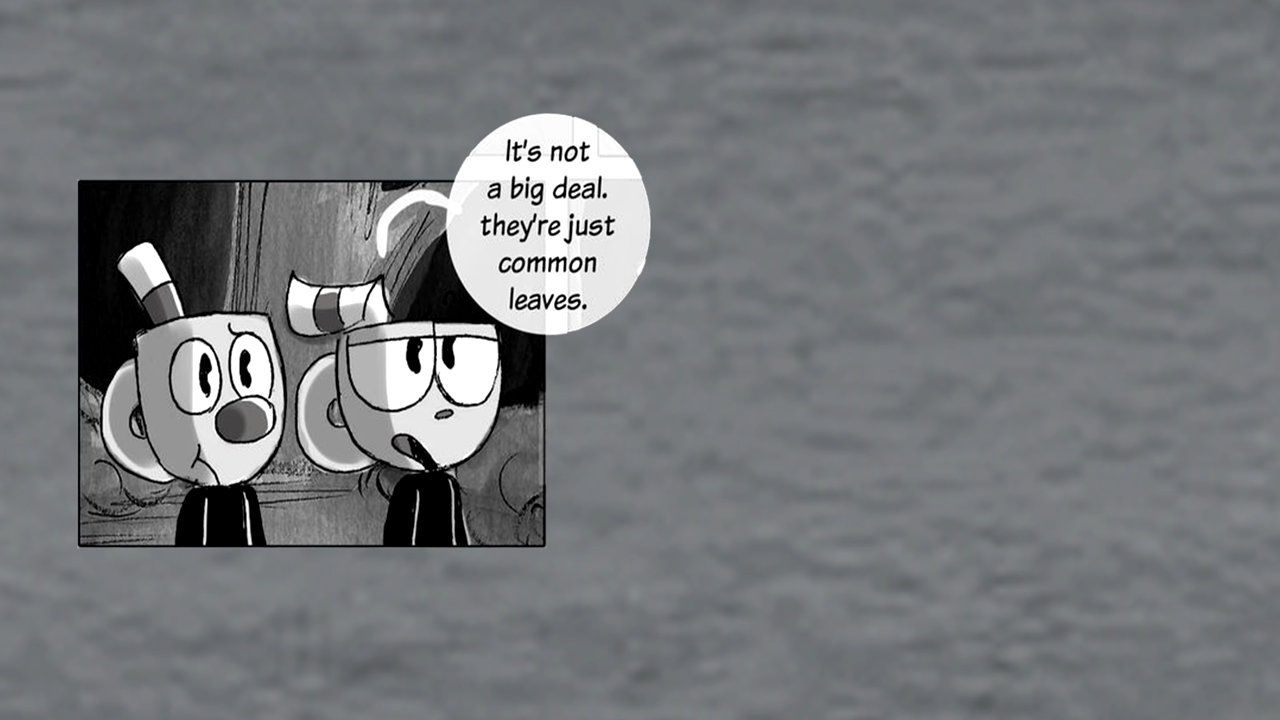 It's not
a big deal.
they're just
common
leaves.